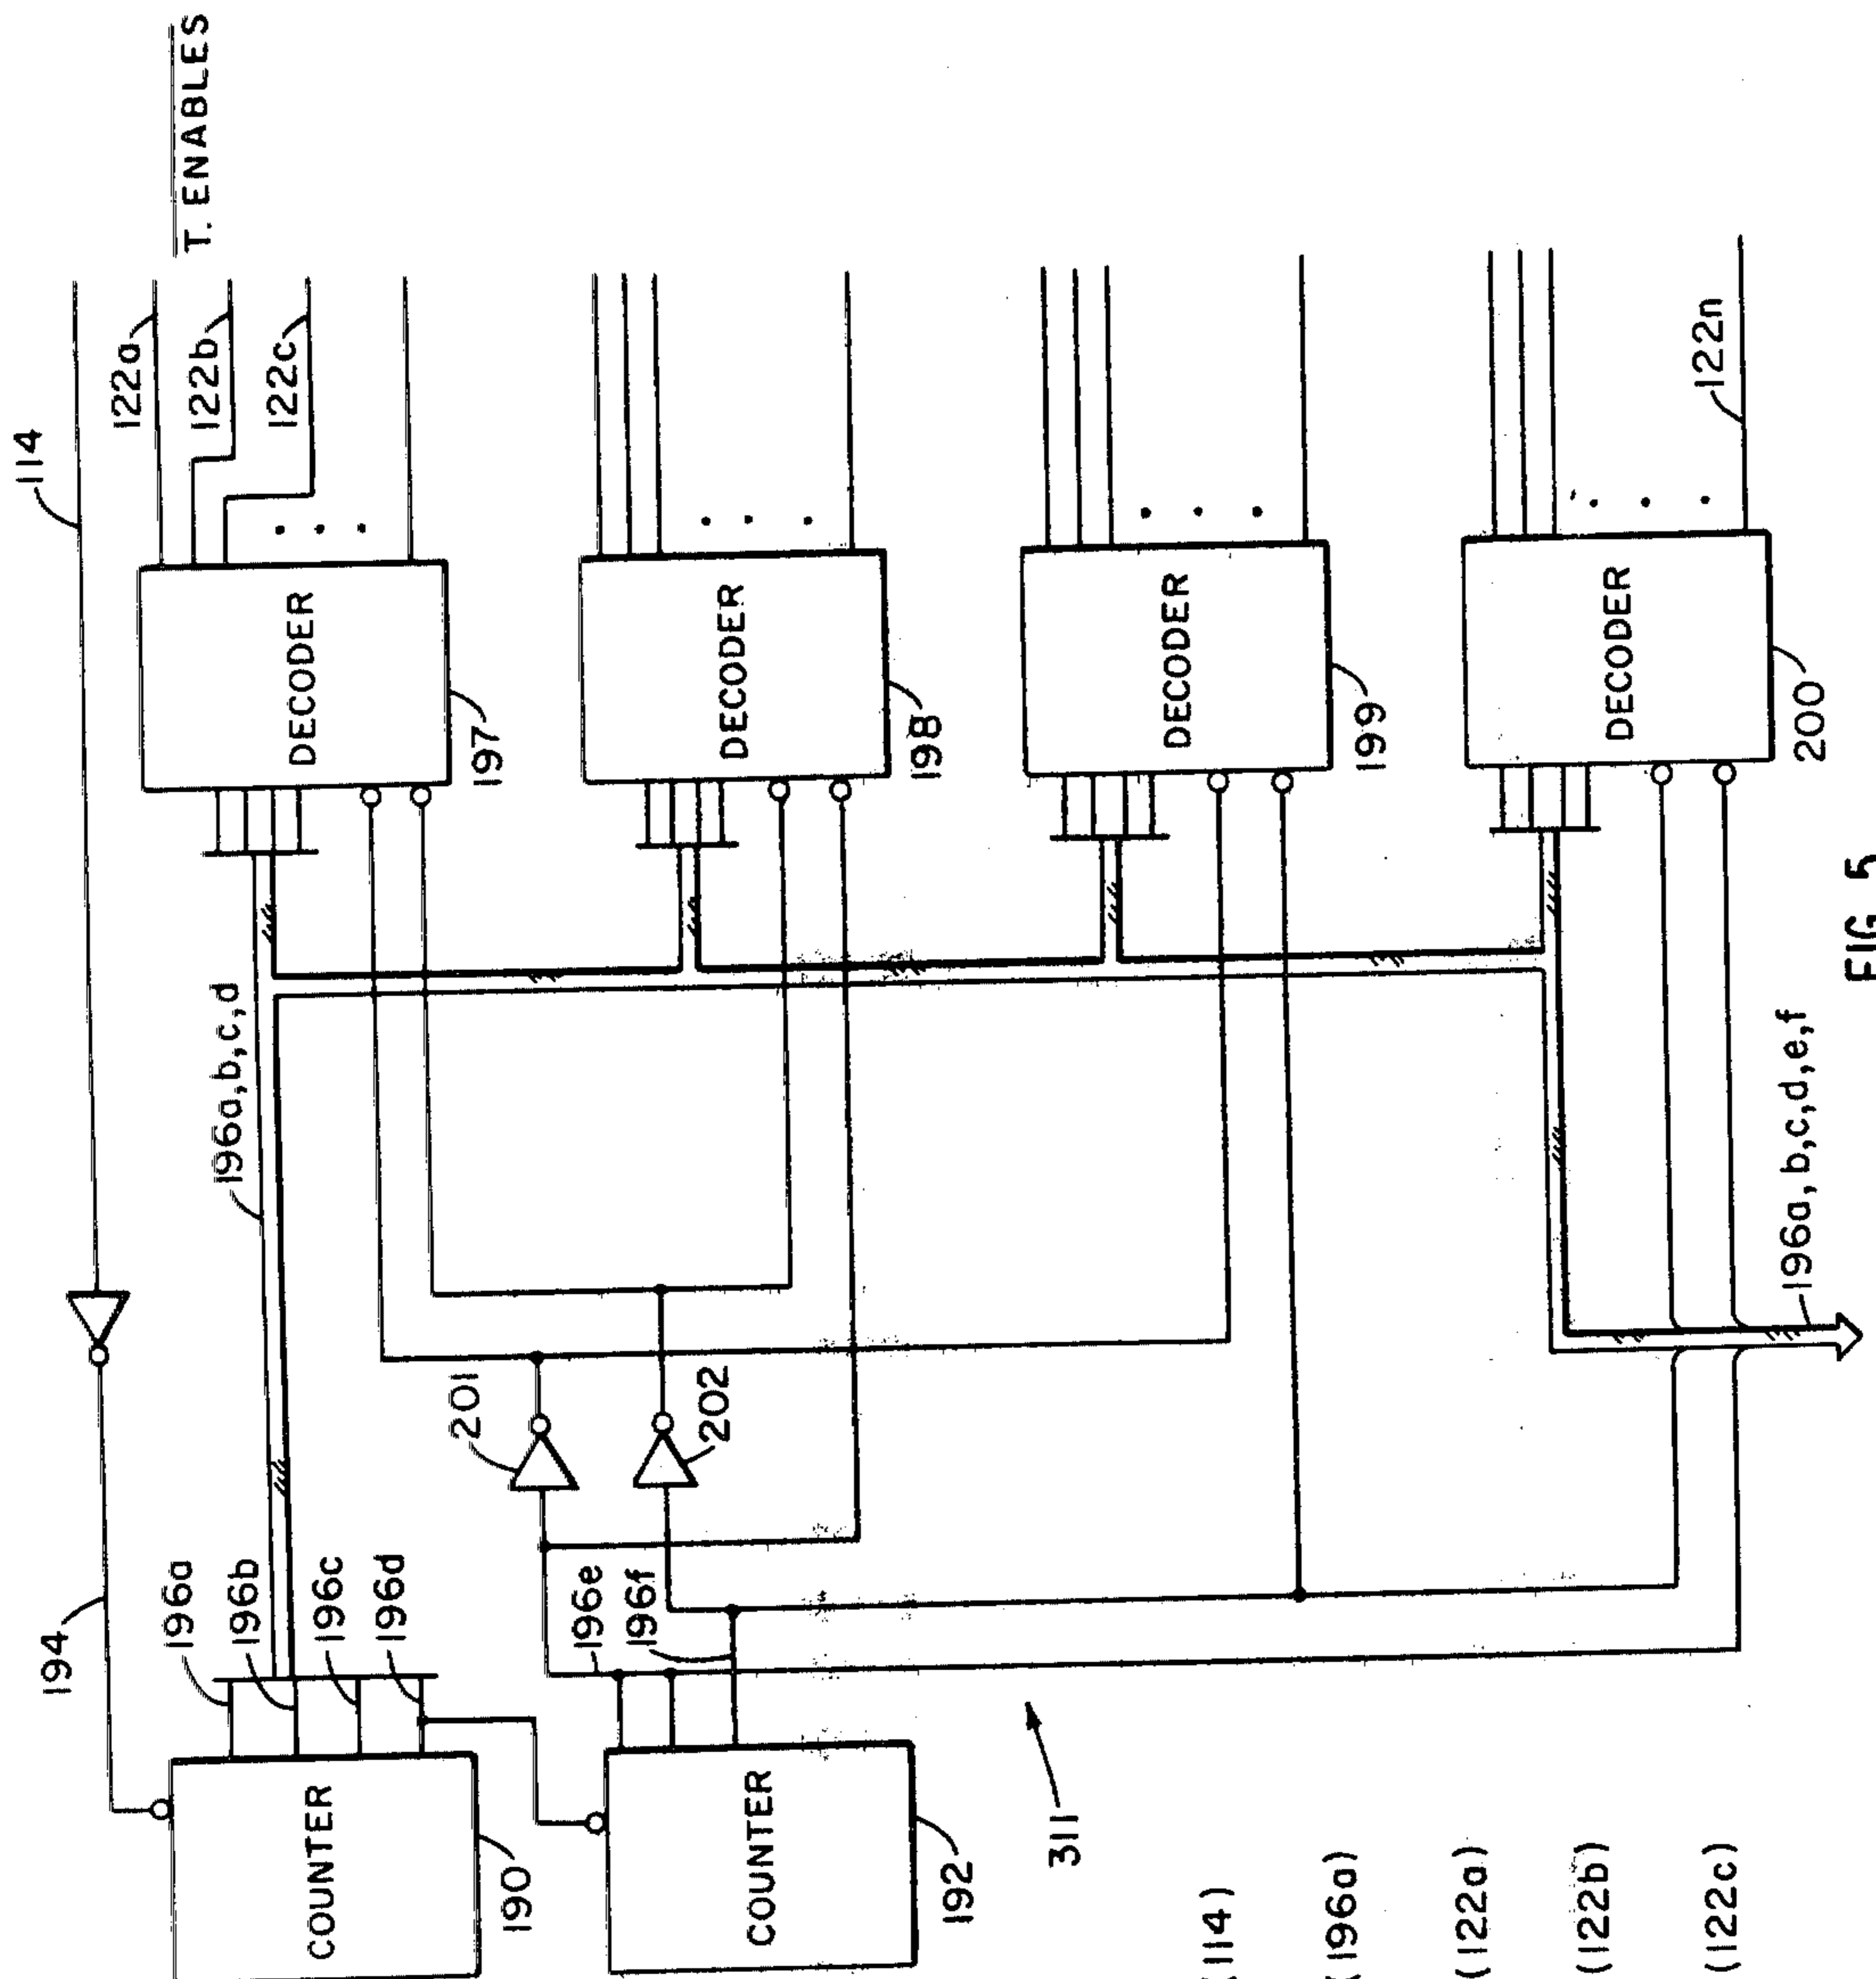 T. ENABLES
114
122a
122b
122c
194
196a
196b
196c
196d
196a,b,c,d
COUNTER
190
DECODER
197
201
202
196e
196f
COUNTER
192
DECODER
198
311
DECODER
199
DECODER
200
122n
196a,b,c,d,e,f
(114)
(196a)
(122a)
(122b)
(122c)
FIG. 5